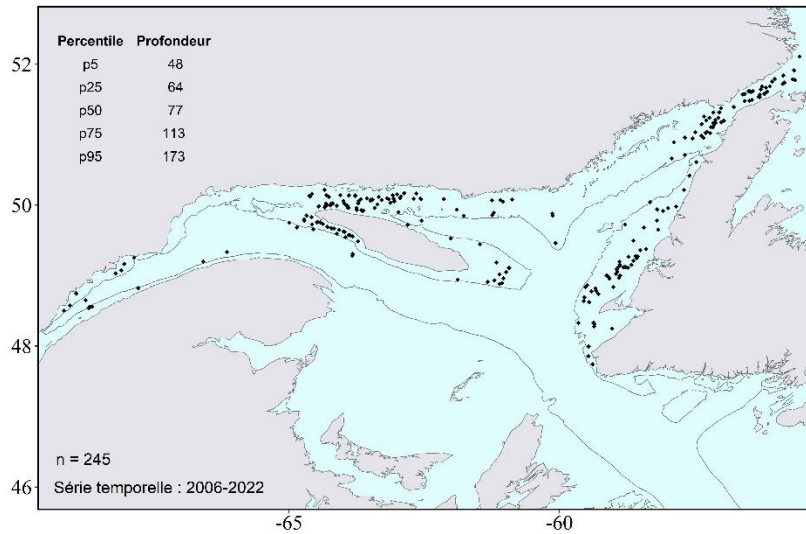 Percentile Profondeur
p5 48
p25 64
p50 77
p75 113
p95 173
52
50
48
46
n = 245
Série temporelle : 2006-2022
-65 -60